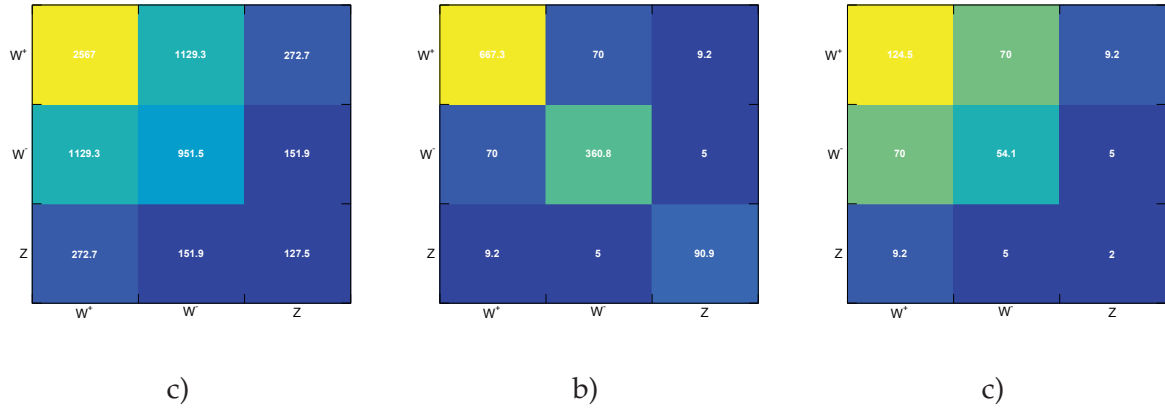 W⁺ 2567 1129.3 272.7
W⁻ 1129.3 951.5 151.9
Z 272.7 151.9 127.5
W⁺ W⁻ Z
c)
W⁺ 667.3 70 9.2
W⁻ 70 360.8 5
Z 9.2 5 90.9
W⁺ W⁻ Z
b)
W⁺ 124.5 70 9.2
W⁻ 70 54.1 5
Z 9.2 5 2
W⁺ W⁻ Z
c)